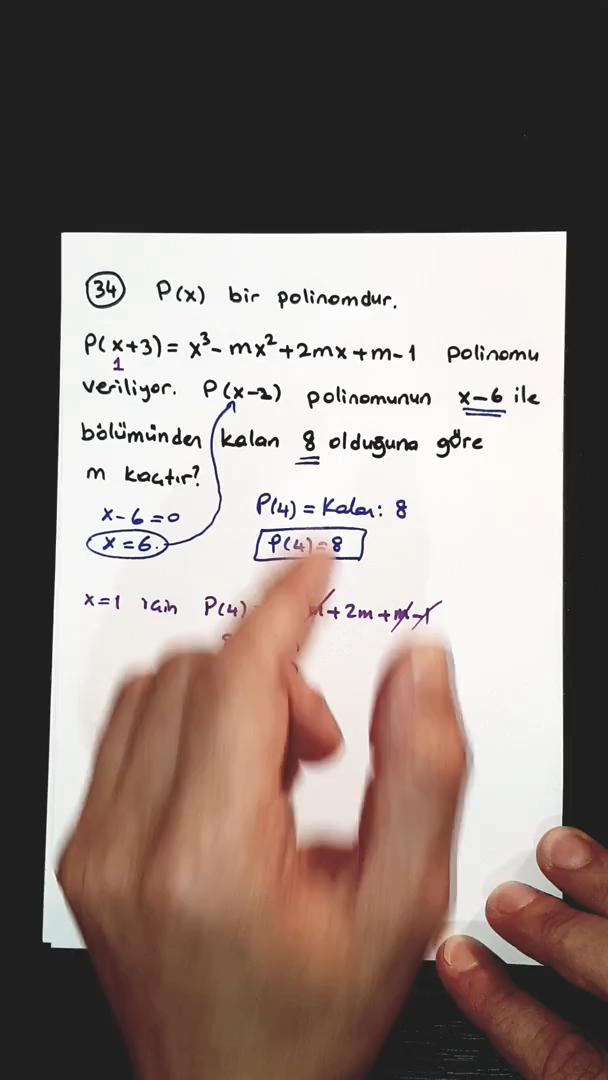 34 P(x) bir polinomdur.
P(x+3) = x³ - mx² + 2mx + m - 1 polinomu
1
veriliyor. P(x-2) polinomunun x-6 ile
bölümünden kalan 8 olduğuna göre
m kaçtır?
x-6=0 P(4) = Kalan: 8
x=6 P(4)=8
x=1 için P(4) + 2m + m - 1